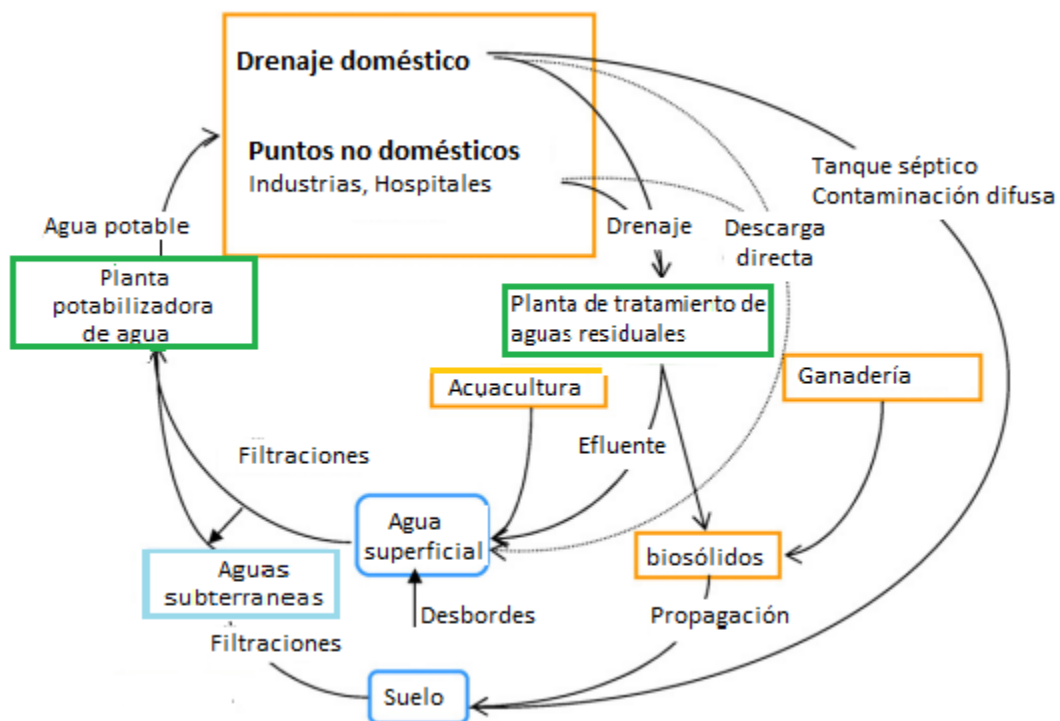 Drenaje doméstico
Puntos no domésticos
Industrias, Hospitales
Tanque séptico
Contaminación difusa
Agua potable
Drenaje
Descarga
directa
Planta
potabilizadora
de agua
Planta de tratamiento de
aguas residuales
Acuacultura
Ganadería
Filtraciones
Efluente
Agua
superficial
biosólidos
Aguas
subterraneas
Desbordes
Propagación
Filtraciones
Suelo